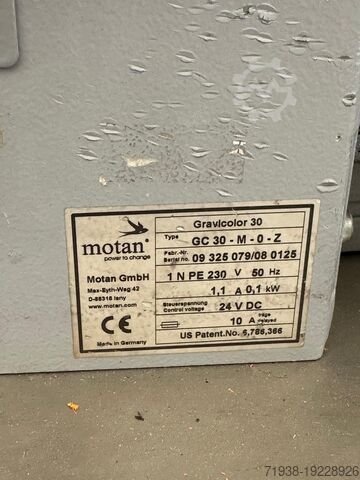 Gravicolor 30
motan®
power to change
Type GC 30 - M - 0 - Z
Fabr.-Nr.
Serial no. 09 325 079/08 0125
Motan GmbH
Max-Eyth-Weg 42
D-88316 Isny
www.motan.com
1 N PE 230 V 50 Hz
1,1 A 0,1 kW
Steuerspannung
Control voltage 24 V DC
CE
Made in Germany
10 A
delayed
US Patent.No. 6,786,366
71938-19228926